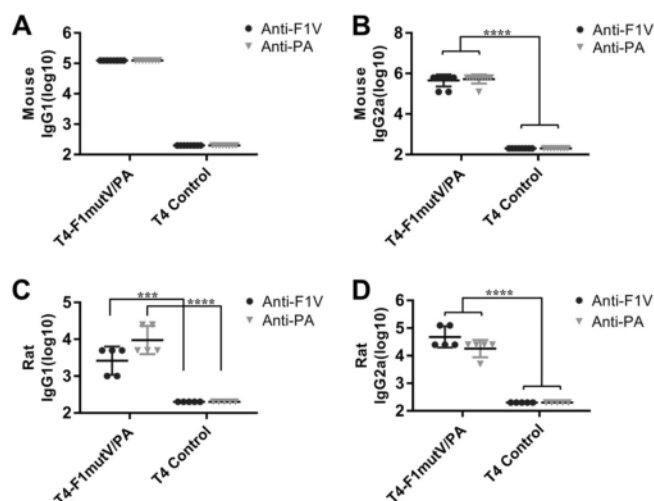 A
Mouse
IgG1(log10)
6
5
4
3
2
Anti-F1V
Anti-PA
T4-F1mutV/PA
T4 Control
B
Mouse
IgG2a(log10)
8
6
4
2
****
Anti-F1V
Anti-PA
T4-F1mutV/PA
T4 Control
C
Rat
IgG1(log10)
5
4
3
2
***
****
Anti-F1V
Anti-PA
T4-F1mutV/PA
T4 Control
D
Rat
IgG2a(log10)
6
5
4
3
2
****
Anti-F1V
Anti-PA
T4-F1mutV/PA
T4 Control